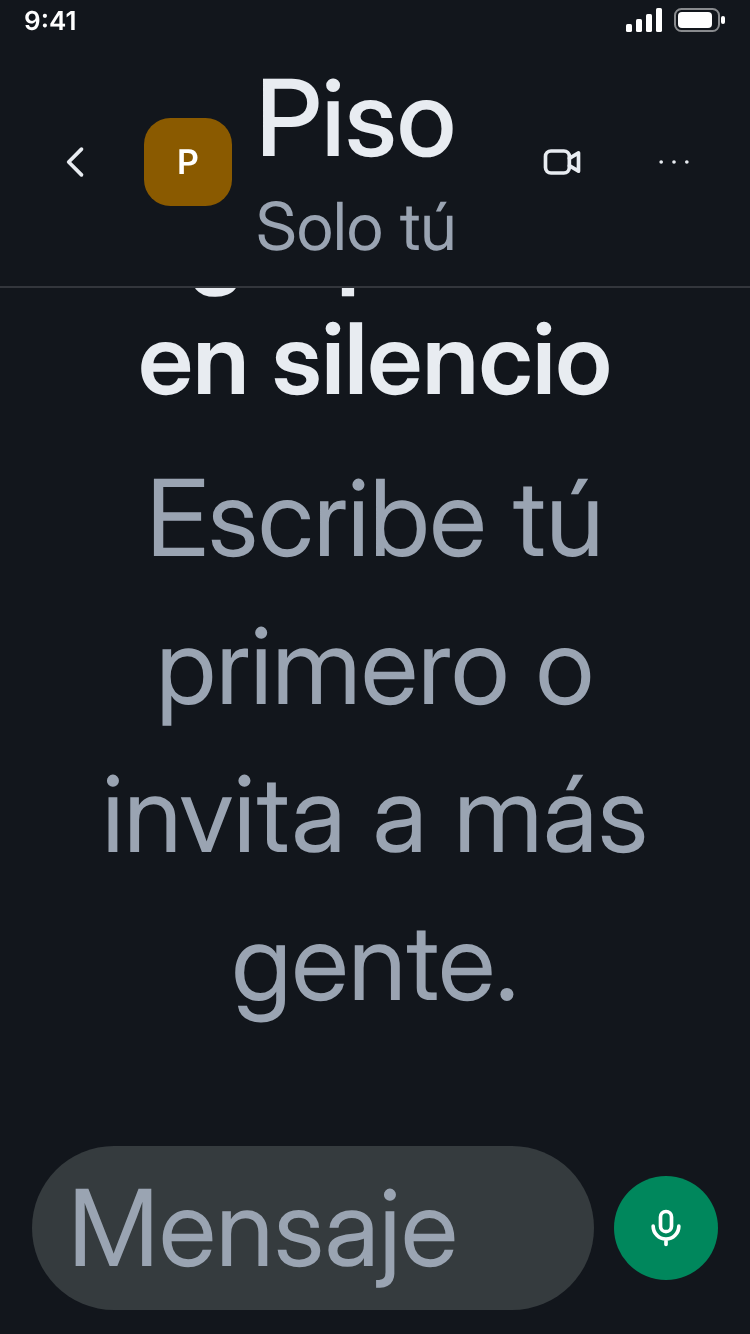 9:41
P
Piso
Solo tú
en silencio
Escribe tú
primero o
invita a más
gente.
Mensaje